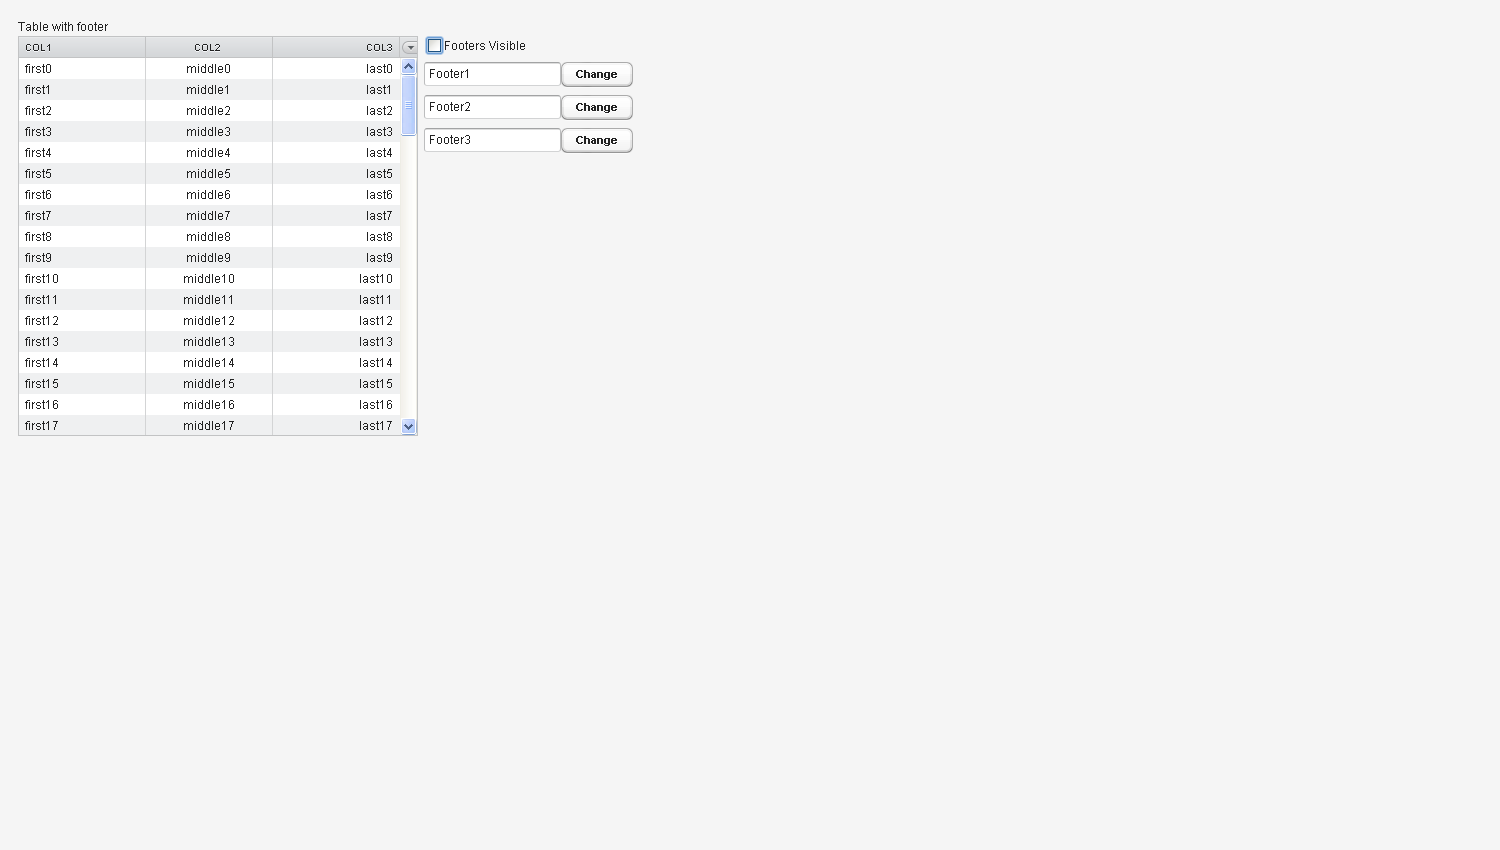 Table with footer
COL1 COL2 COL3
Footers Visible
first0 middle0 last0
Footer1 Change
first1 middle1 last1
first2 middle2 last2
Footer2 Change
first3 middle3 last3
Footer3 Change
first4 middle4 last4
first5 middle5 last5
first6 middle6 last6
first7 middle7 last7
first8 middle8 last8
first9 middle9 last9
first10 middle10 last10
first11 middle11 last11
first12 middle12 last12
first13 middle13 last13
first14 middle14 last14
first15 middle15 last15
first16 middle16 last16
first17 middle17 last17